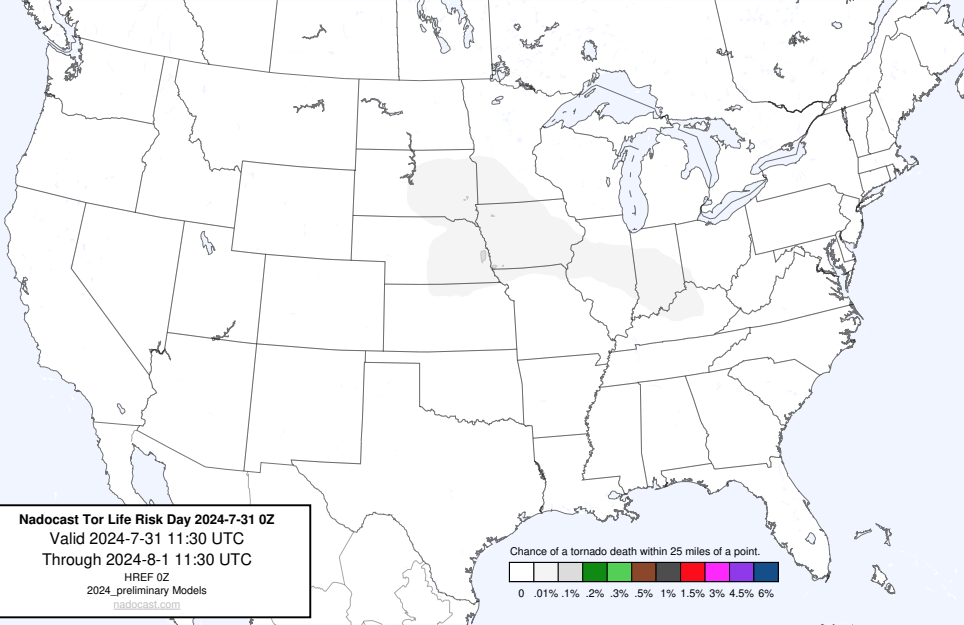 Nadocast Tor Life Risk Day 2024-7-31 0Z
Valid 2024-7-31 11:30 UTC
Through 2024-8-1 11:30 UTC
HREF 0Z
2024_preliminary Models
nadocast.com
Chance of a tornado death within 25 miles of a point.
0 .01% .1% .2% .3% .5% 1% 1.5% 3% 4.5% 6%